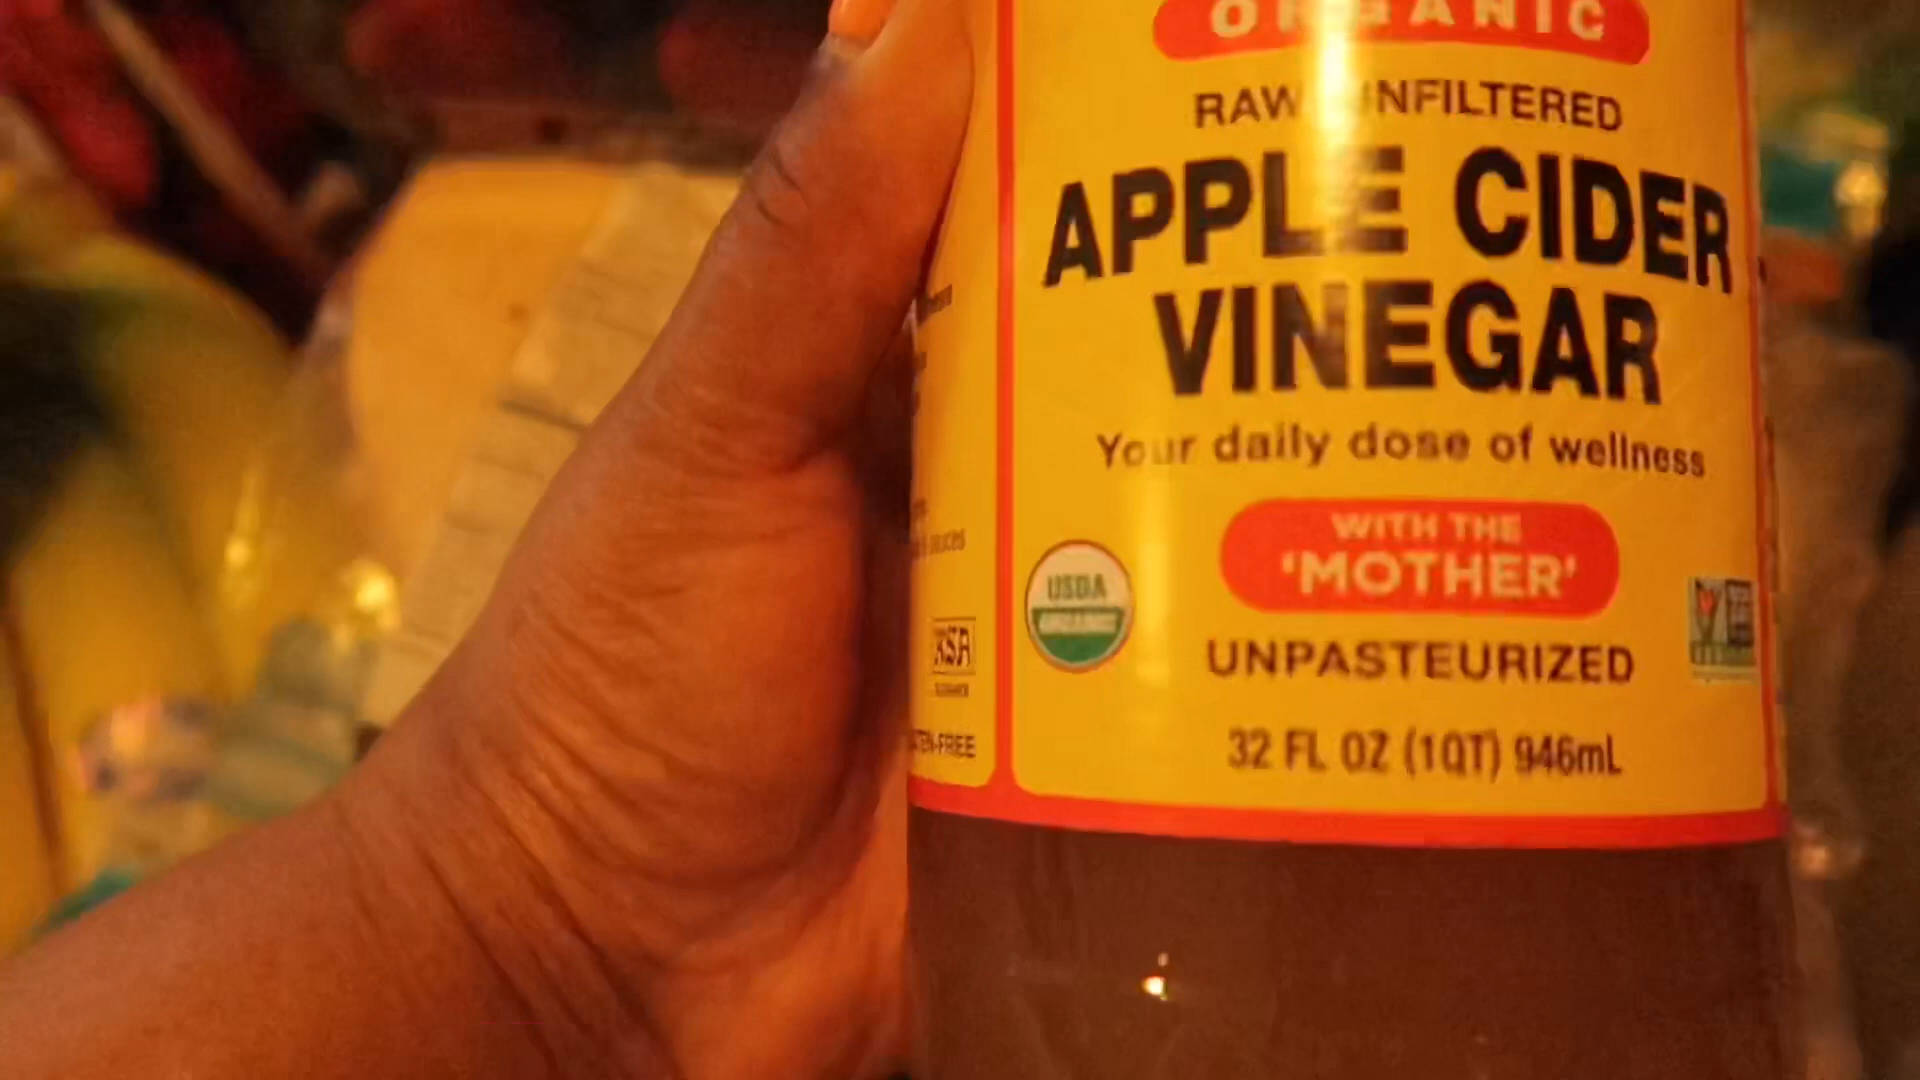 ORGANIC
RAW UNFILTERED
APPLE CIDER
VINEGAR
Your daily dose of wellness
WITH THE
'MOTHER'
USDA
ORGANIC
UNPASTEURIZED
32 FL OZ (1QT) 946mL
KSA